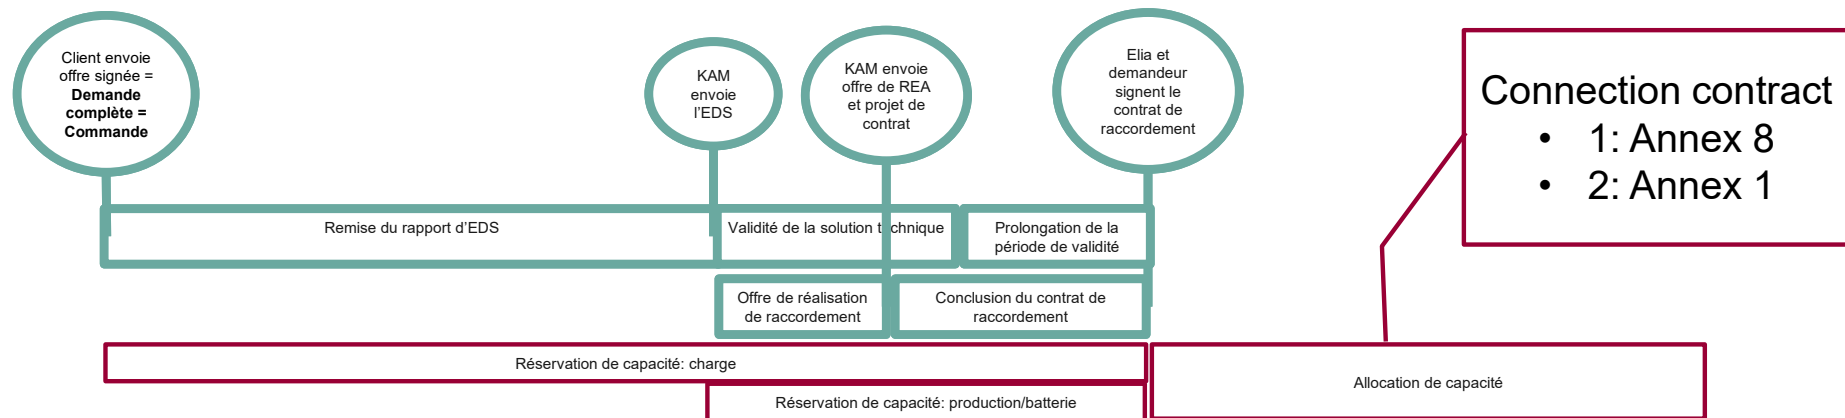 Client envoie
offre signée =
Demande
complète =
Commande
KAM
envoie
l'EDS
KAM envoie
offre de REA
et projet de
contrat
Elia et
demandeur
signent le
contrat de
raccordement
Connection contract
• 1: Annex 8
• 2: Annex 1
Remise du rapport d'EDS
Validité de la solution technique
Prolongation de la
période de validité
Offre de réalisation
de raccordement
Conclusion du contrat de
raccordement
Réservation de capacité: charge
Allocation de capacité
Réservation de capacité: production/batterie